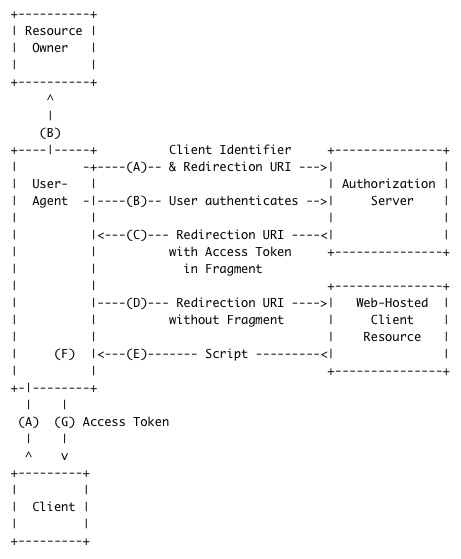 +----------+
| Resource |
|  Owner   |
|          |
+----------+
     ^
     |
    (B)
+----|-----+          Client Identifier     +---------------+
|         -+----(A)-- & Redirection URI --->|               |
|  User-   |                                | Authorization |
|  Agent  -|----(B)-- User authenticates -->|     Server    |
|          |                                |               |
|          |<---(C)--- Redirection URI ----<|               |
|          |          with Access Token     +---------------+
|          |            in Fragment
|          |                                +---------------+
|          |----(D)--- Redirection URI ---->|   Web-Hosted  |
|          |          without Fragment      |     Client    |
|          |                                |    Resource   |
|     (F)  |<---(E)------- Script ---------<|               |
|          |                                +---------------+
+-|--------+
  |    |
 (A)  (G) Access Token
  |    |
  ^    v
+---------+
|         |
|  Client |
|         |
+---------+